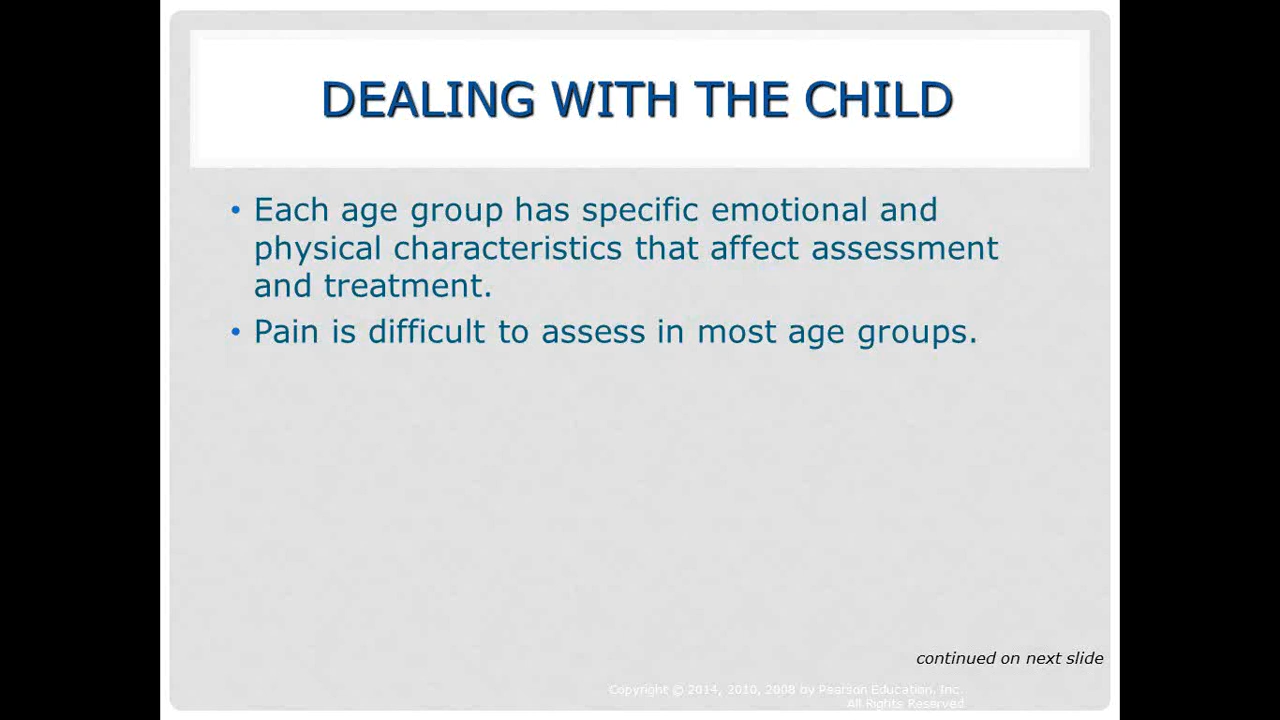 DEALING WITH THE CHILD
• Each age group has specific emotional and
physical characteristics that affect assessment
and treatment.
• Pain is difficult to assess in most age groups.
continued on next slide
Copyright © 2014, 2010, 2008 by Pearson Education, Inc.
All Rights Reserved